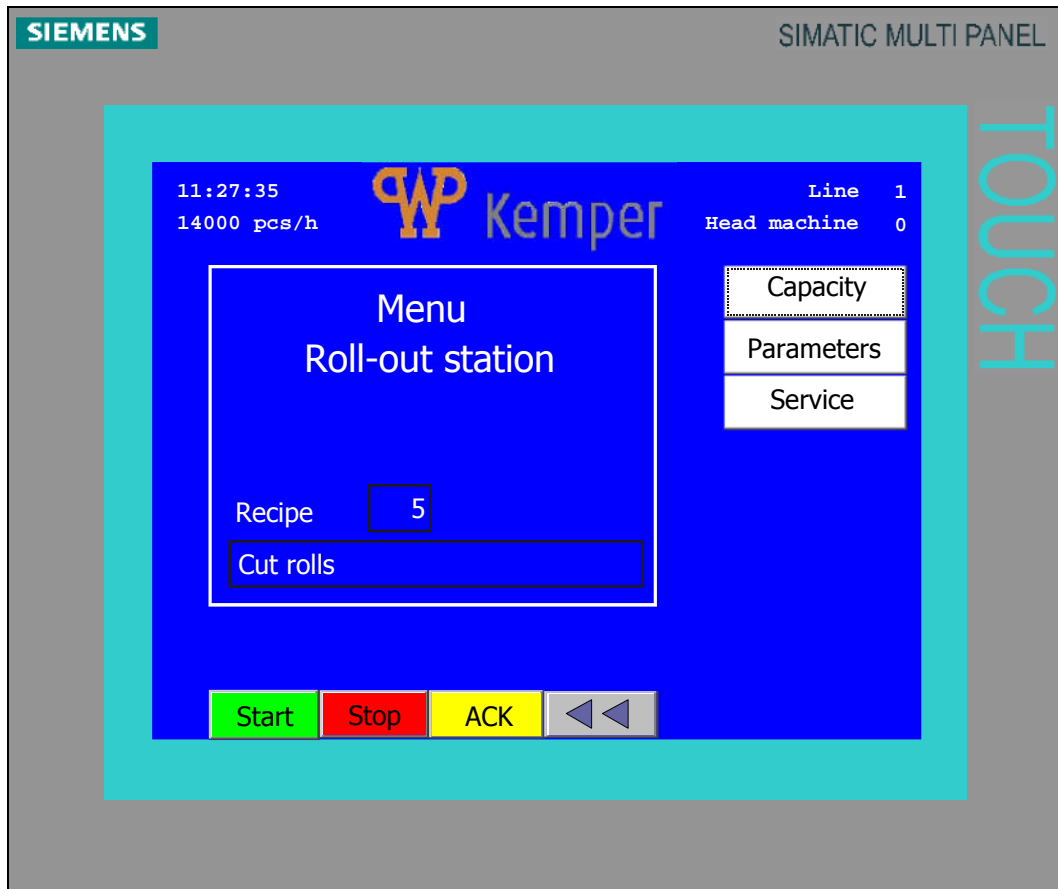 SIEMENS
SIMATIC MULTI PANEL
TOUCH
11:27:35
14000 pcs/h
WP Kemper
Line 1
Head machine 0
Menu
Roll-out station
Recipe 5
Cut rolls
Capacity
Parameters
Service
Start Stop ACK